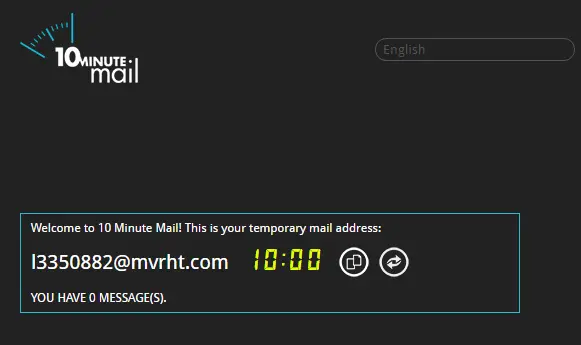 10 MINUTE
mail
English
Welcome to 10 Minute Mail! This is your temporary mail address:
l3350882@mvrht.com 10:00
YOU HAVE 0 MESSAGE(S).